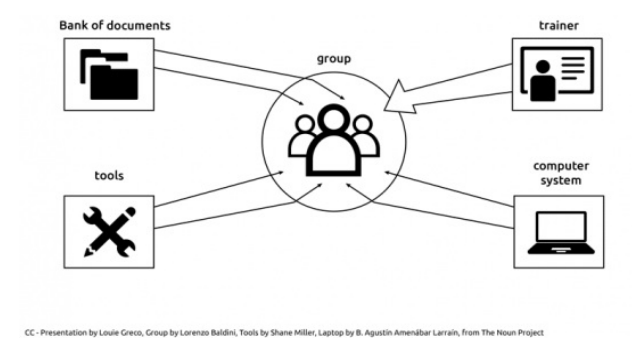 Bank of documents
trainer
group
tools
computer
system
CC - Presentation by Louie Greco, Group by Lorenzo Baldini, Tools by Shane Miller, Laptop by B. Agustín Amenábar Larraín, from The Noun Project